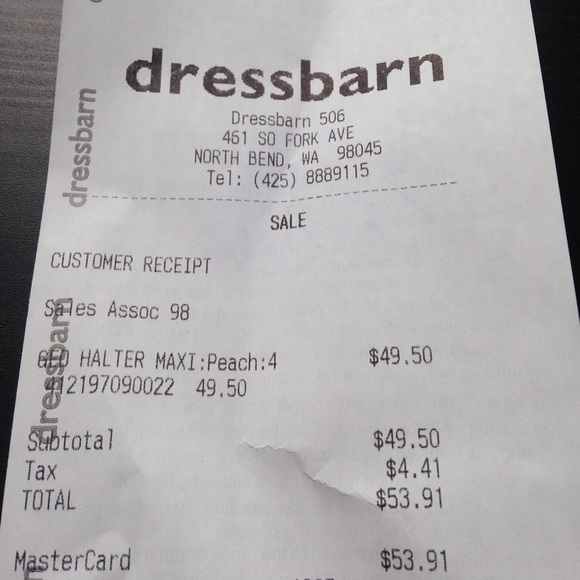 dressbarn
Dressbarn 506
461 SO FORK AVE
NORTH BEND, WA 98045
Tel: (425) 8889115
SALE
CUSTOMER RECEIPT
Sales Assoc 98
GEO HALTER MAXI:Peach:4 $49.50
412197090022 49.50
Subtotal $49.50
Tax $4.41
TOTAL $53.91
MasterCard $53.91
dressbarn
dressbarn